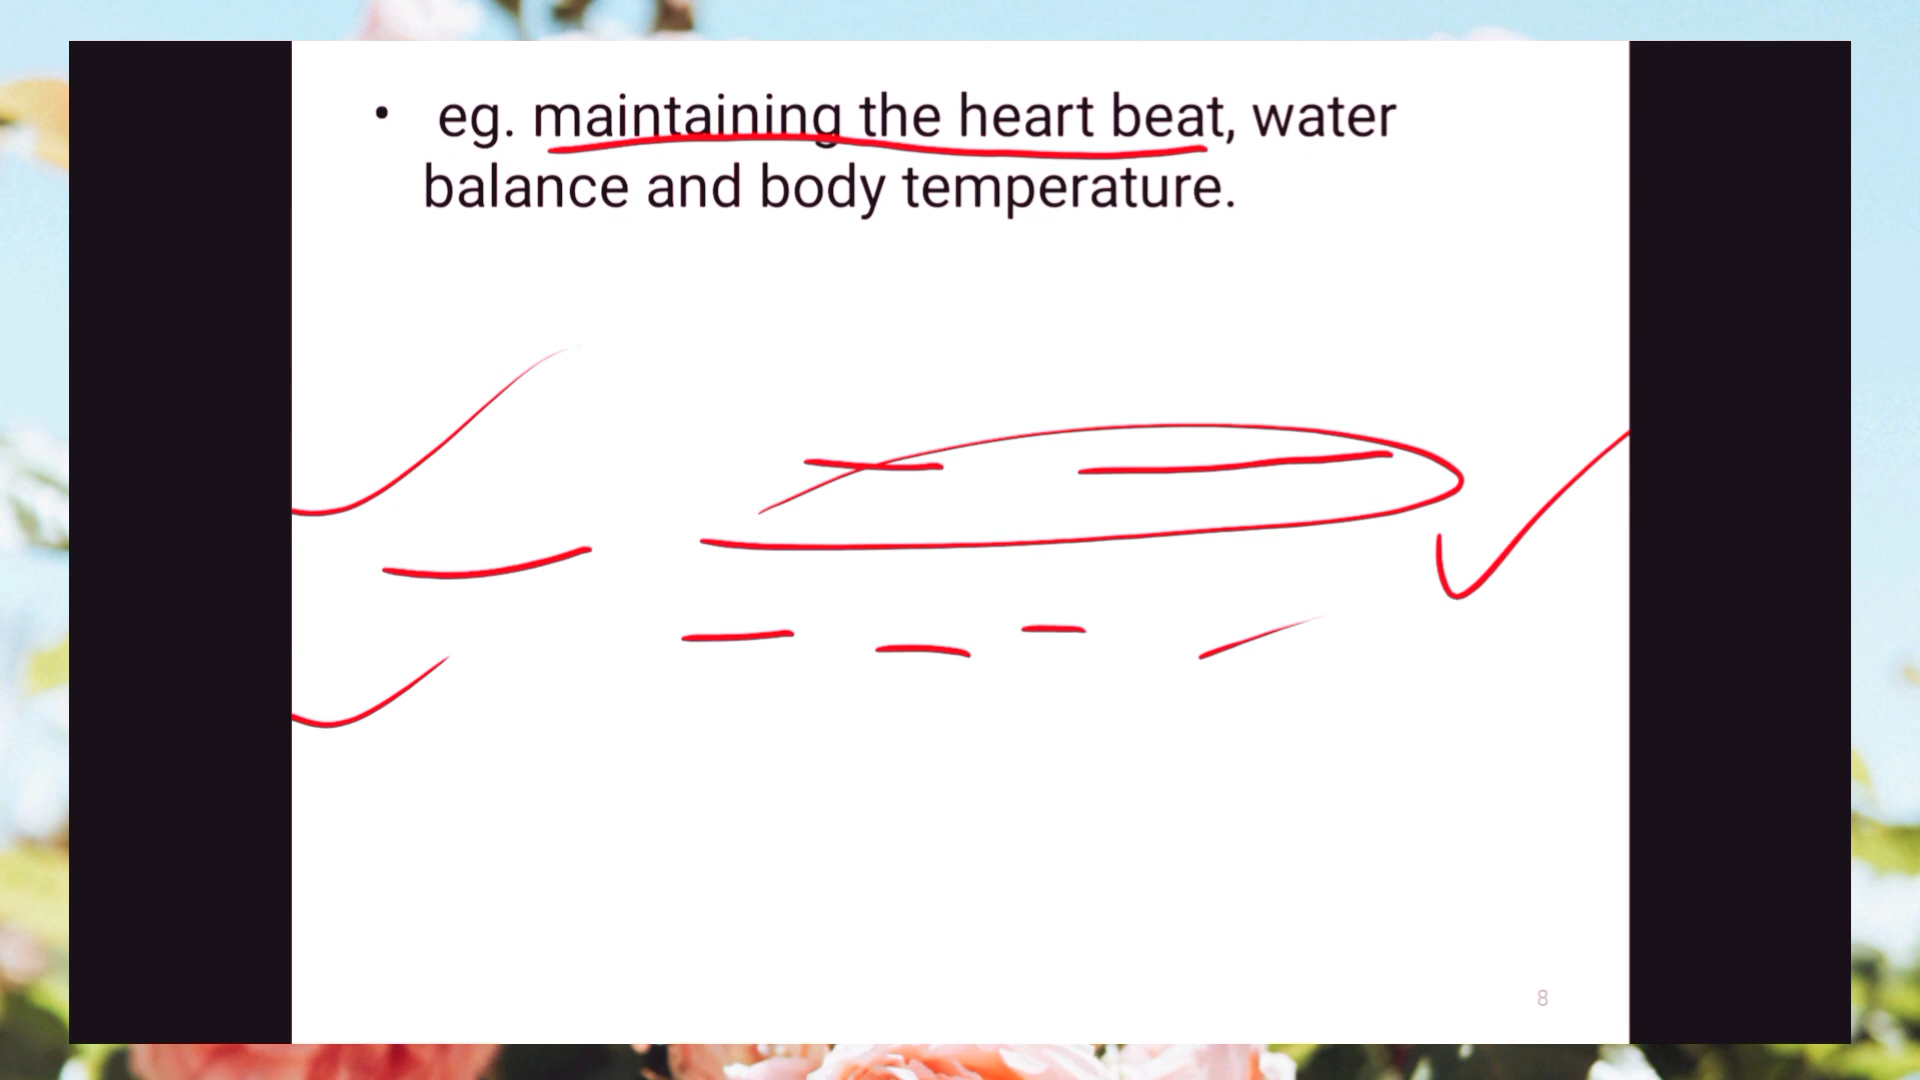 • eg. maintaining the heart beat, water
balance and body temperature.
8